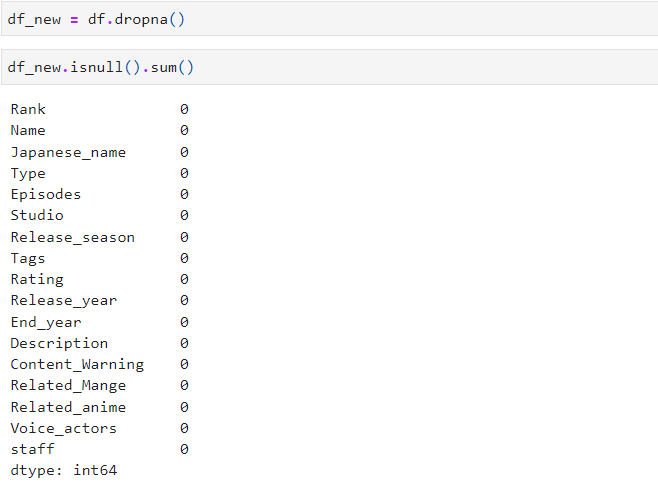 df_new = df.dropna()
df_new.isnull().sum()
Rank 0
Name 0
Japanese_name 0
Type 0
Episodes 0
Studio 0
Release_season 0
Tags 0
Rating 0
Release_year 0
End_year 0
Description 0
Content_Warning 0
Related_Mange 0
Related_anime 0
Voice_actors 0
staff 0
dtype: int64